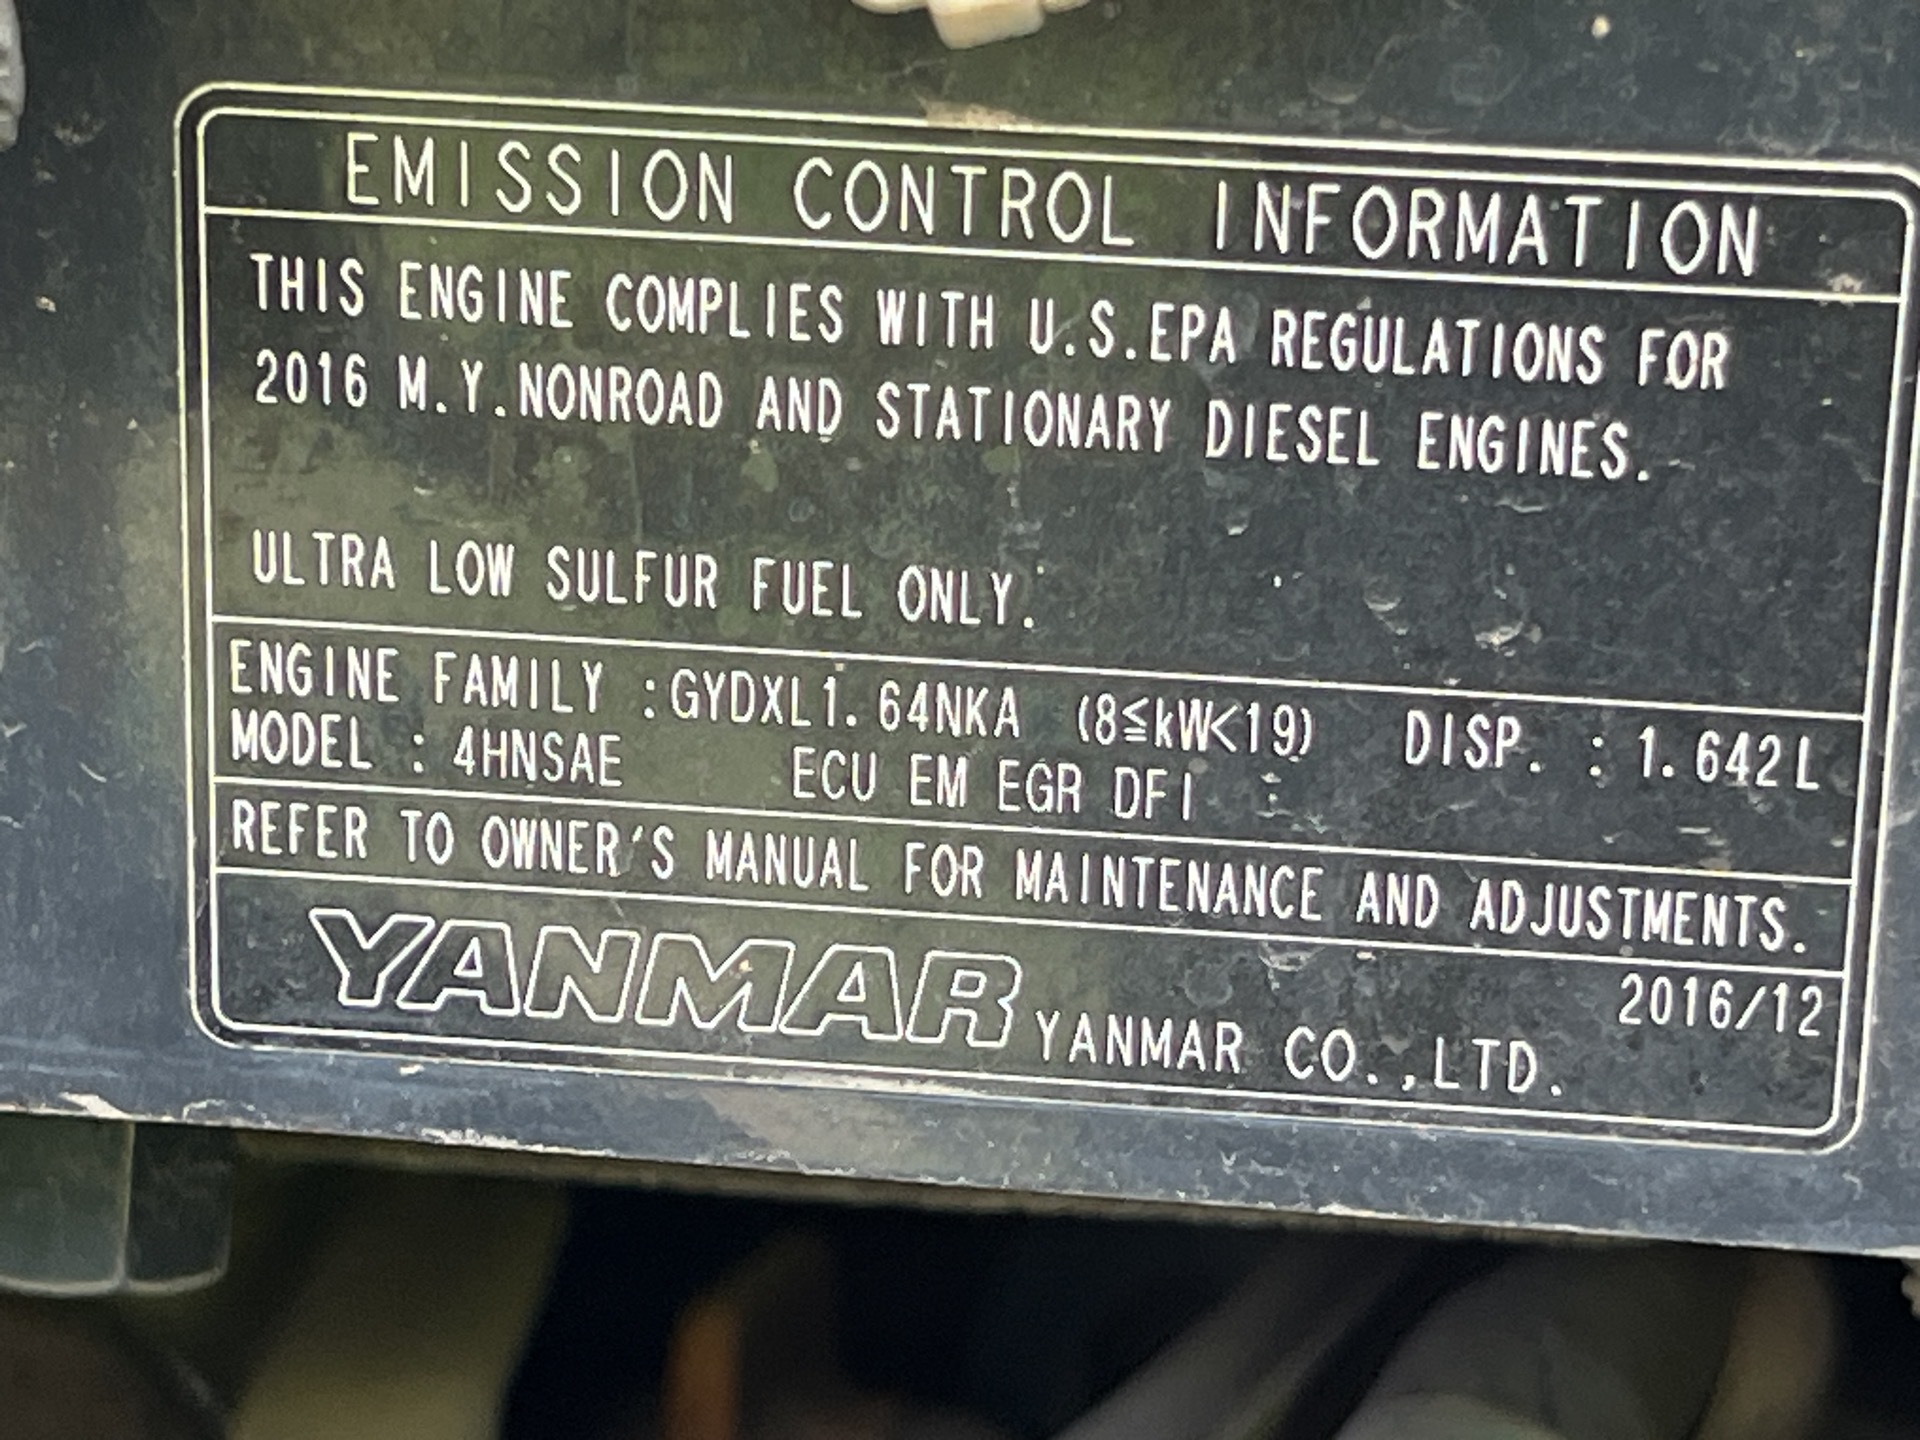 EMISSION CONTROL INFORMATION
THIS ENGINE COMPLIES WITH U.S.EPA REGULATIONS FOR
2016 M.Y.NONROAD AND STATIONARY DIESEL ENGINES.
ULTRA LOW SULFUR FUEL ONLY.
ENGINE FAMILY :GYDXL1.64NKA (8≦kW<19) DISP. : 1.642L
MODEL : 4HNSAE ECU EM EGR DFI
REFER TO OWNER'S MANUAL FOR MAINTENANCE AND ADJUSTMENTS.
2016/12
YANMAR YANMAR CO.,LTD.